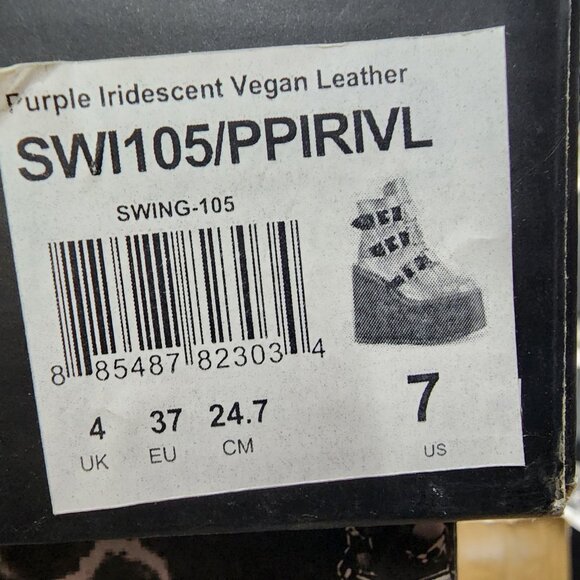 Purple Iridescent Vegan Leather
SWI105/PPIRIVL
SWING-105
8 85487 82303 4
4 37 24.7 7
UK EU CM US